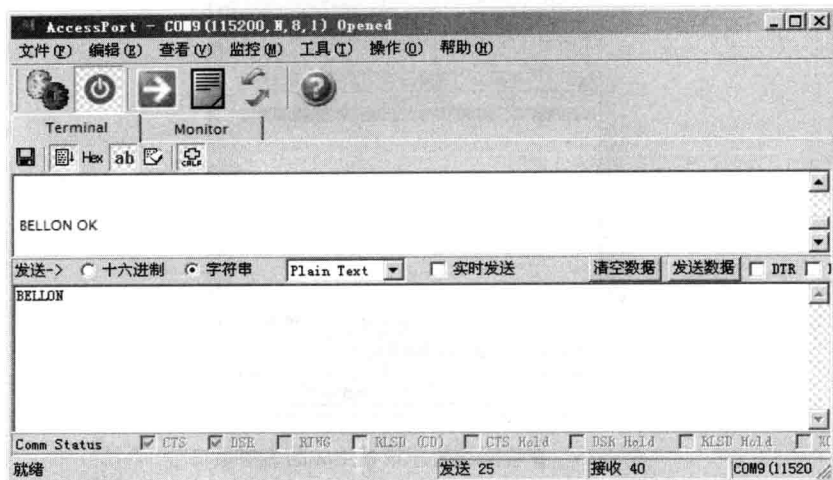 AccessPort - COM9(115200,N,8,1) Opened
文件(F) 编辑(E) 查看(V) 监控(M) 工具(T) 操作(O) 帮助(H)
Terminal Monitor
Hex ab CRLF
BELLON OK
发送-> 十六进制 字符串 Plain Text 实时发送 清空数据 发送数据 DTR
BELLON
Comm Status CTS DSR RING RLSD (CD) CTS Hold DSR Hold RLSD Hold
就绪 发送 25 接收 40 COM9(11520